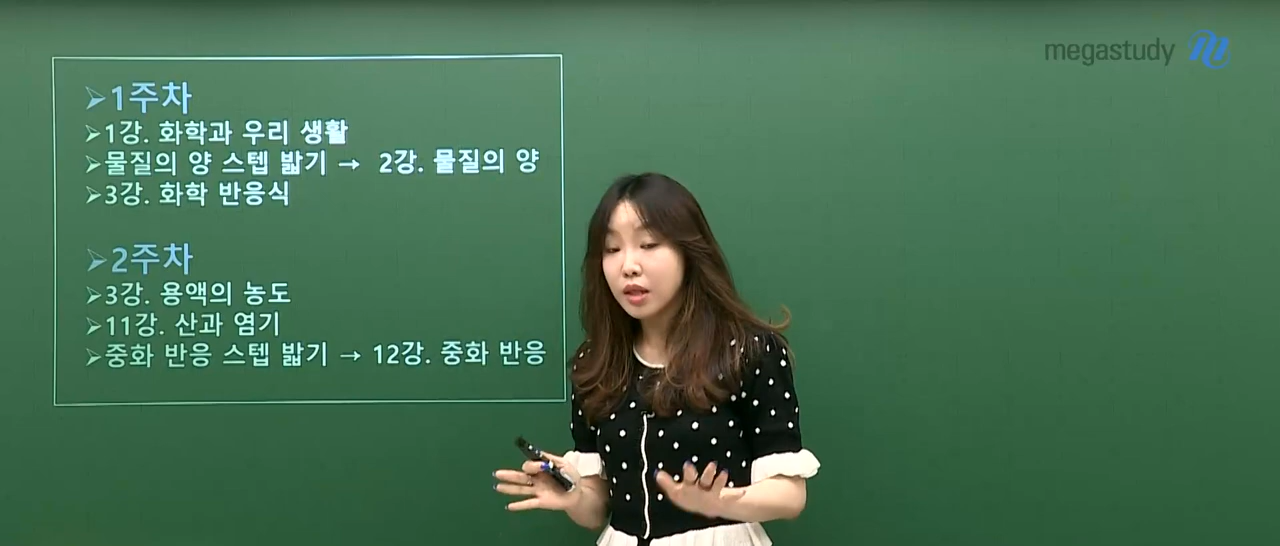 megastudy
➢1주차
➢1강. 화학과 우리 생활
➢물질의 양 스텝 밟기 → 2강. 물질의 양
➢3강. 화학 반응식
➢2주차
➢3강. 용액의 농도
➢11강. 산과 염기
➢중화 반응 스텝 밟기 → 12강. 중화 반응